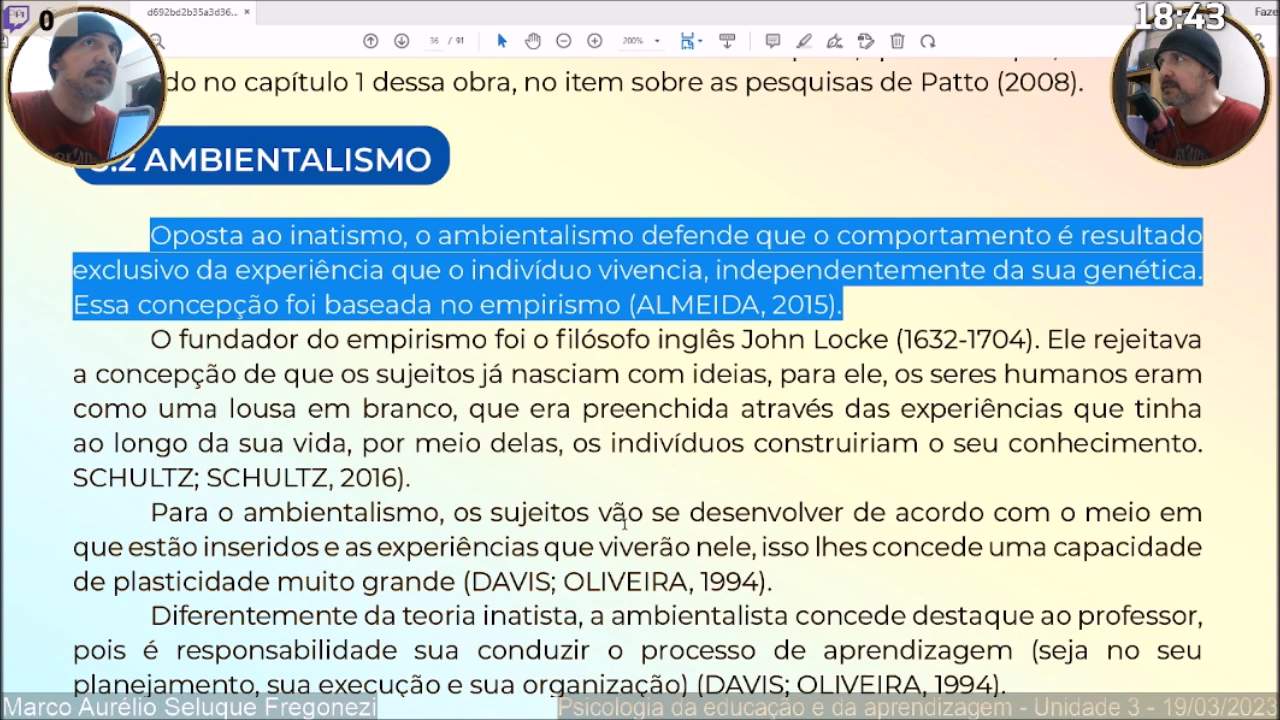 0
d692bd2b35a3d36... ×
18:43
Faze
36 / 91
200%
do no capítulo 1 dessa obra, no item sobre as pesquisas de Patto (2008).
.2 AMBIENTALISMO
Oposta ao inatismo, o ambientalismo defende que o comportamento é resultado
exclusivo da experiência que o indivíduo vivencia, independentemente da sua genética.
Essa concepção foi baseada no empirismo (ALMEIDA, 2015).
O fundador do empirismo foi o filósofo inglês John Locke (1632-1704). Ele rejeitava
a concepção de que os sujeitos já nasciam com ideias, para ele, os seres humanos eram
como uma lousa em branco, que era preenchida através das experiências que tinha
ao longo da sua vida, por meio delas, os indivíduos construiriam o seu conhecimento.
SCHULTZ; SCHULTZ, 2016).
Para o ambientalismo, os sujeitos vão se desenvolver de acordo com o meio em
que estão inseridos e as experiências que viverão nele, isso lhes concede uma capacidade
de plasticidade muito grande (DAVIS; OLIVEIRA, 1994).
Diferentemente da teoria inatista, a ambientalista concede destaque ao professor,
pois é responsabilidade sua conduzir o processo de aprendizagem (seja no seu
planejamento, sua execução e sua organização) (DAVIS; OLIVEIRA, 1994).
Marco Aurélio Seluque Fregonezi
Psicologia da educação e da aprendizagem - Unidade 3 - 19/03/2023